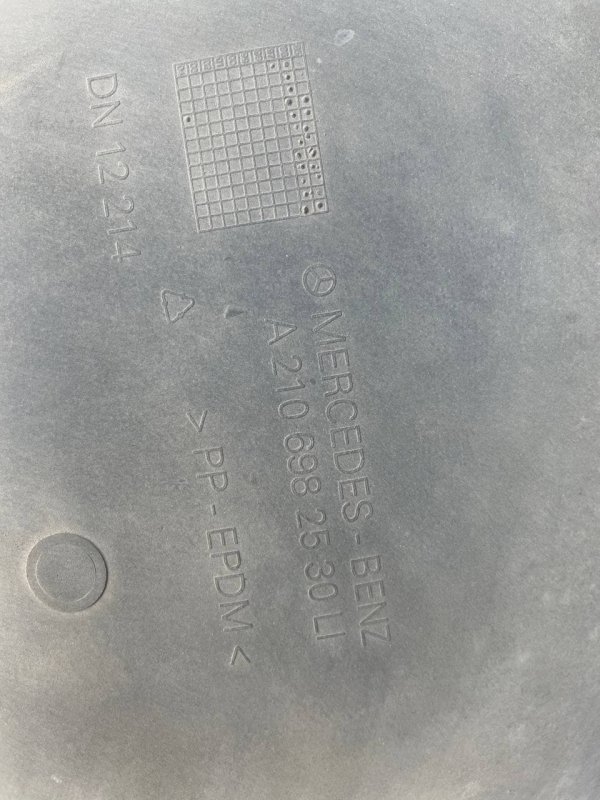 MERCEDES-BENZ
A 210 698 25 30 LI
> PP-EPDM <
DN 12 214